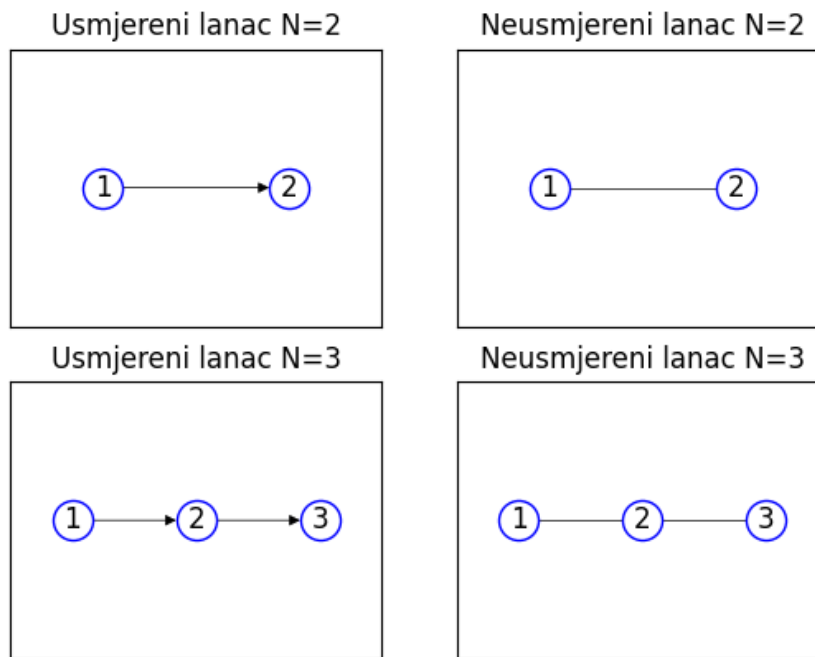 Usmjereni lanac N=2
Neusmjereni lanac N=2
1 2
1 2
Usmjereni lanac N=3
Neusmjereni lanac N=3
1 2 3
1 2 3